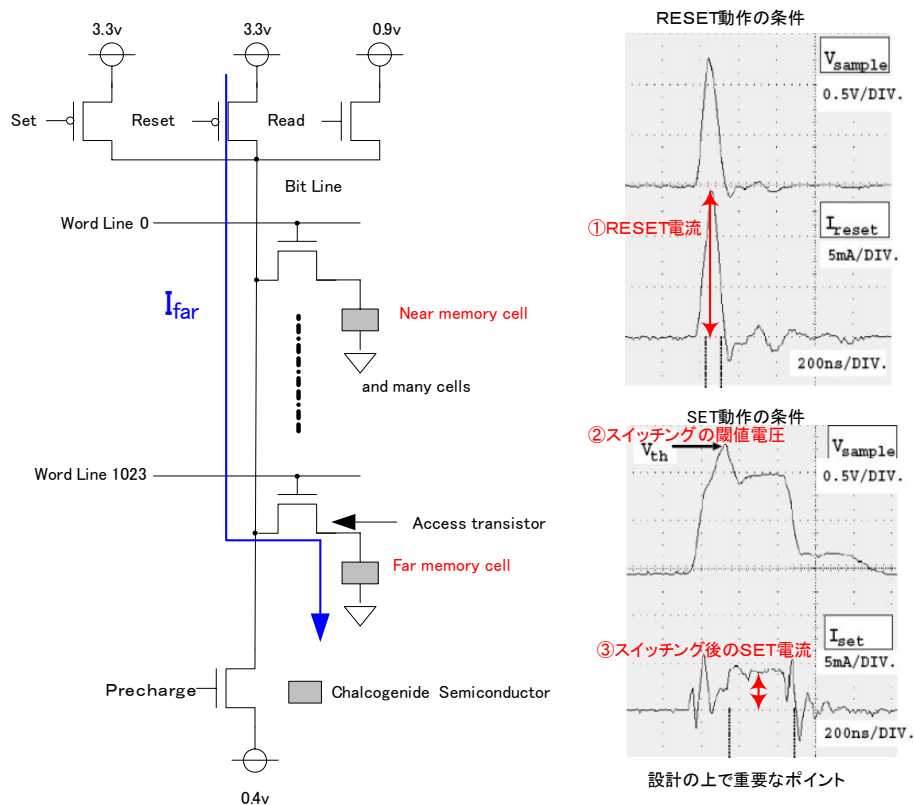 3.3v
3.3v
0.9v
Set
Reset
Read
Bit Line
Word Line 0
Ifar
Near memory cell
and many cells
Word Line 1023
Access transistor
Far memory cell
Precharge
Chalcogenide Semiconductor
0.4v
RESET動作の条件
Vsample
0.5V/DIV.
①RESET電流
Ireset
5mA/DIV.
200ns/DIV.
SET動作の条件
②スイッチングの閾値電圧
Vth
Vsample
0.5V/DIV.
Iset
③スイッチング後のSET電流
5mA/DIV.
200ns/DIV.
設計の上で重要なポイント